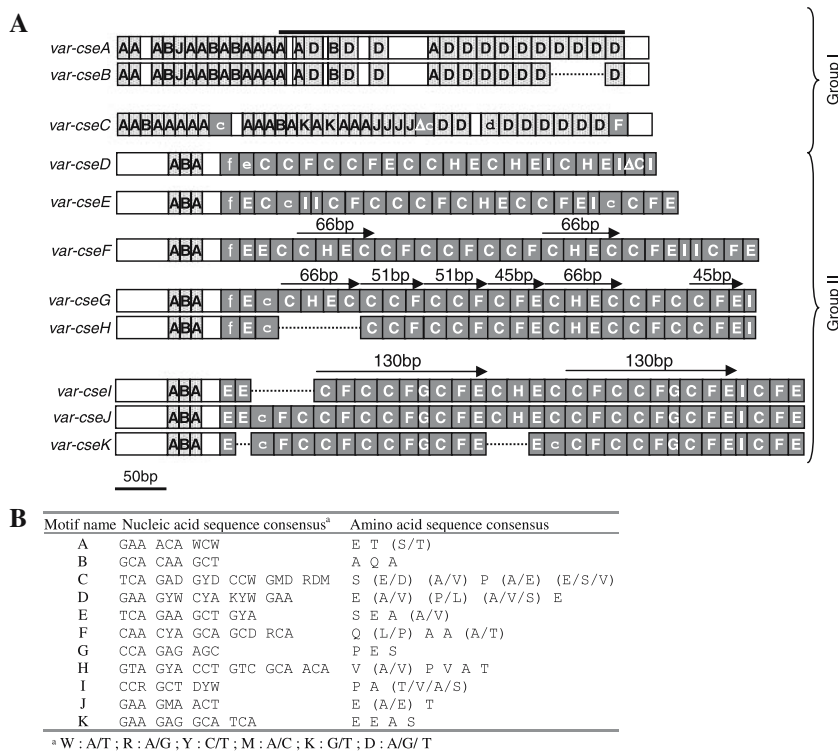 A
var-cseA AA ABJAABABAAAA AD BD D A D D D D D D D D D D
var-cseB AA ABJAABABAAAA AD BD D A D D D D D D D
Group I
var-cseC AABAAAAA c AAABAKAKAAAJJJJ Δ c D D d D D D D D D F
var-cseD ABA f e C C F C C F E C C H E C H E I C H E I Δ C I
var-cseE ABA f E C c I I C F C C C F C H E C C F E I c C F E
66bp 66bp
var-cseF ABA f E E C C H E C C F C C F C C F C H E C C F E I I C F E
66bp 51bp 51bp 45bp 66bp 45bp
var-cseG ABA f E c C H E C C C F C C F C F E C H E C C F C C F E I
var-cseH ABA f E c C C F C C F C F E C H E C C F C C F E I
Group II
130bp 130bp
var-cseI ABA E E C F C C F G C F E C H E C C F C C F G C F E I C F E
var-cseJ ABA E E c F C C F C C F G C F E C H E C C F C C F G C F E I C F E
var-cseK ABA E c F C C F C C F G C F E E c C F C C F G C F E I C F E
50bp
B
Motif name Nucleic acid sequence consensusᵃ Amino acid sequence consensus
A GAA ACA WCW E T (S/T)
B GCA CAA GCT A Q A
C TCA GAD GYD CCW GMD RDM S (E/D) (A/V) P (A/E) (E/S/V)
D GAA GYW CYA KYW GAA E (A/V) (P/L) (A/V/S) E
E TCA GAA GCT GYA S E A (A/V)
F CAA CYA GCA GCD RCA Q (L/P) A A (A/T)
G CCA GAG AGC P E S
H GTA GYA CCT GTC GCA ACA V (A/V) P V A T
I CCR GCT DYW P A (T/V/A/S)
J GAA GMA ACT E (A/E) T
K GAA GAG GCA TCA E E A S
ᵃ W : A/T ; R : A/G ; Y : C/T ; M : A/C ; K : G/T ; D : A/G/ T